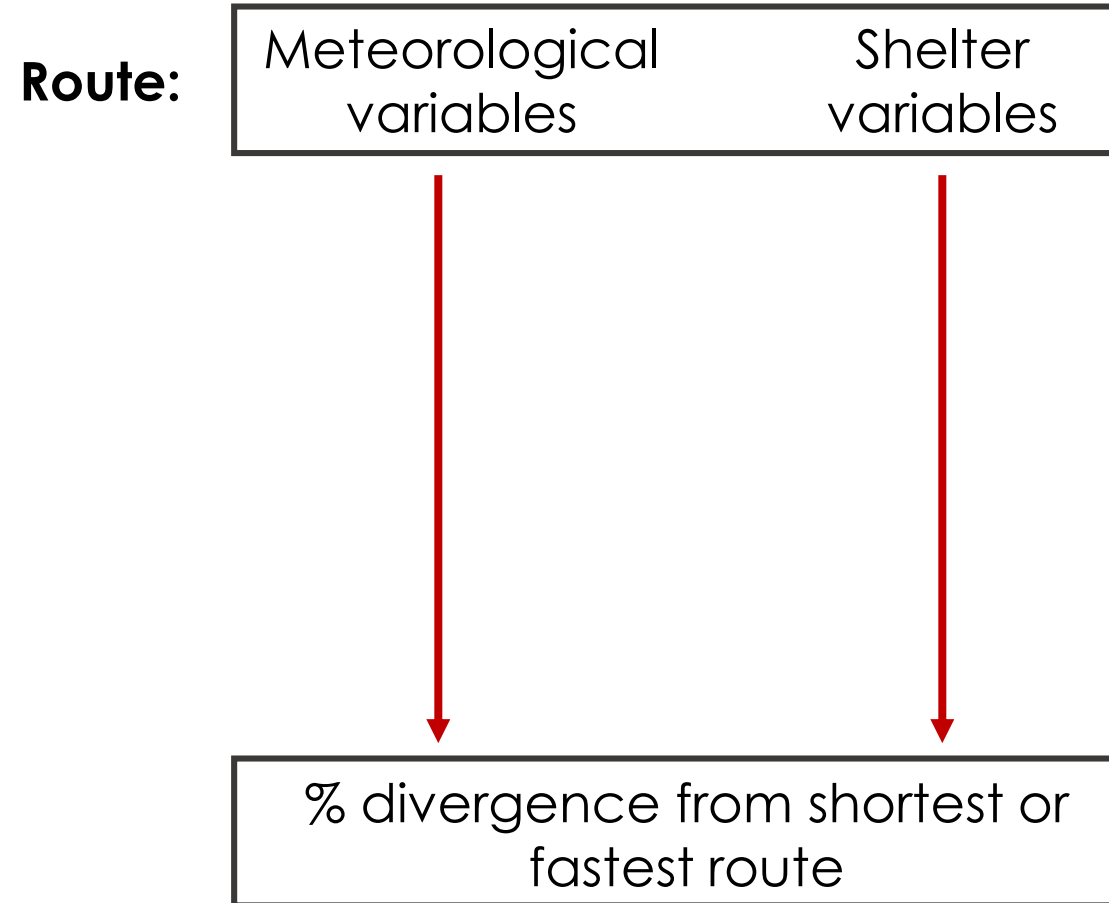 Route:
Meteorological Shelter
variables variables
% divergence from shortest or
fastest route